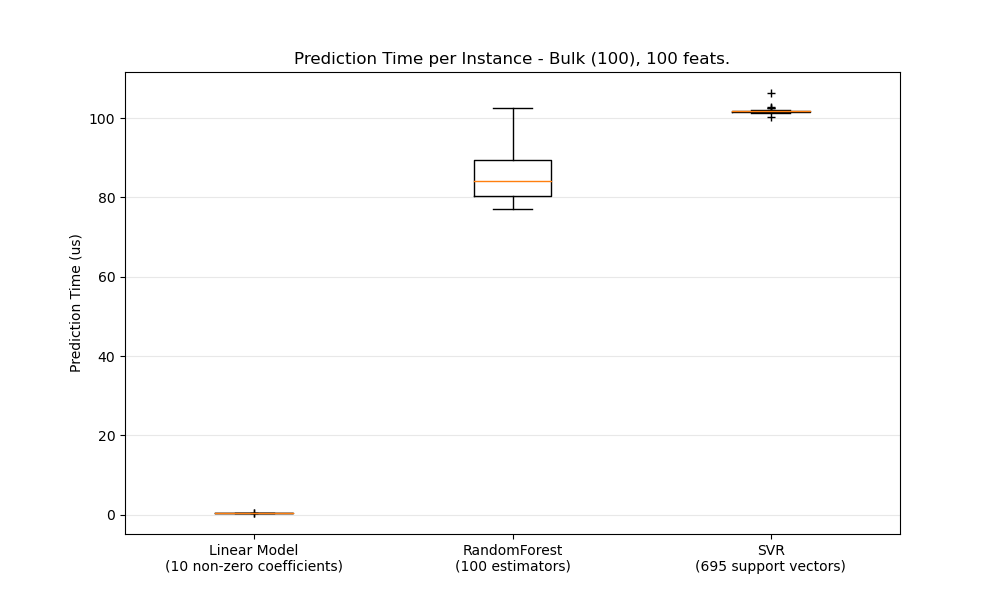 Prediction Time per Instance - Bulk (100), 100 feats.
Prediction Time (us)
100
80
60
40
20
0
Linear Model
(10 non-zero coefficients)
RandomForest
(100 estimators)
SVR
(695 support vectors)